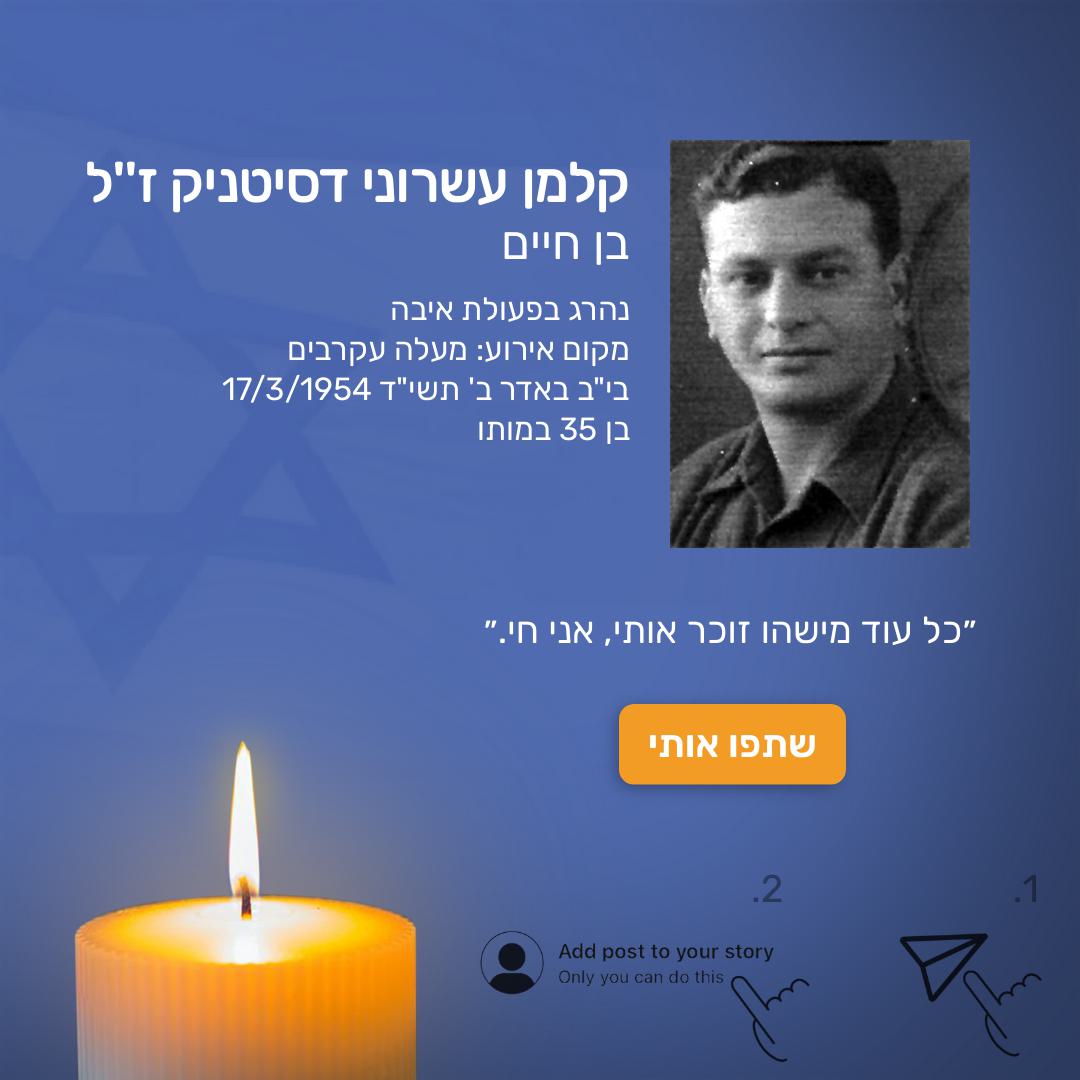 קלמן עשרוני דסיטניק ז"ל
בן חיים
נהרג בפעולת איבה
מקום אירוע: מעלה עקרבים
בי"ב באדר ב' תשי"ד 17/3/1954
בן 35 במותו
״כל עוד מישהו זוכר אותי, אני חי.״
שתפו אותי
.1
.2
Add post to your story
Only you can do this